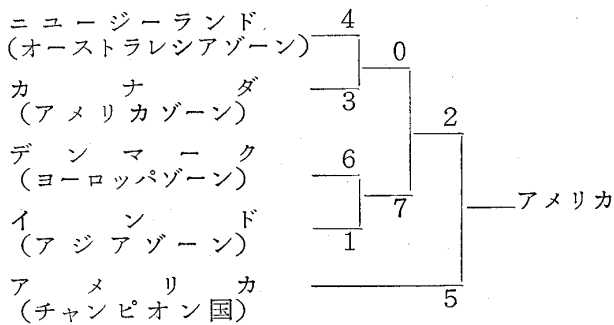 ニュージーランド 4
(オーストラレシアゾーン) 0
カナダ
(アメリカゾーン) 3
2
デンマーク 6
(ヨーロッパゾーン)
7 アメリカ
インド
(アジアゾーン) 1
アメリカ
(チャンピオン国) 5